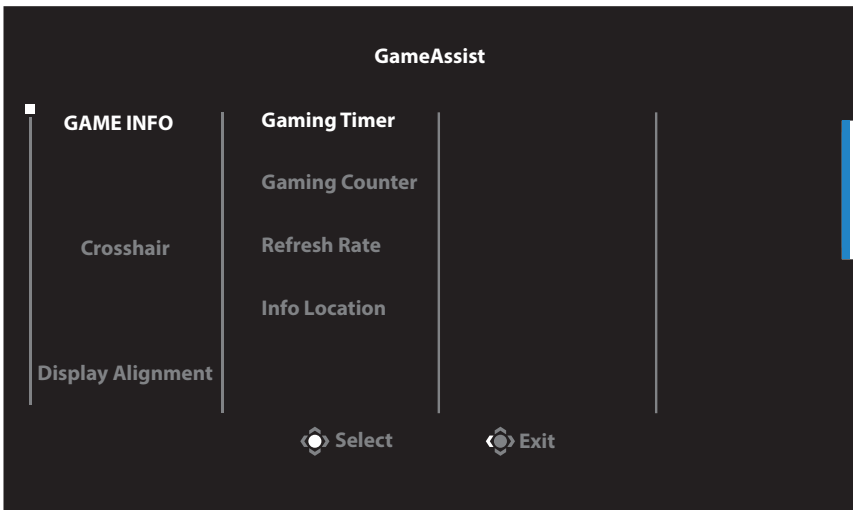 GameAssist
GAME INFO
Crosshair
Display Alignment
Gaming Timer
Gaming Counter
Refresh Rate
Info Location
Select
Exit